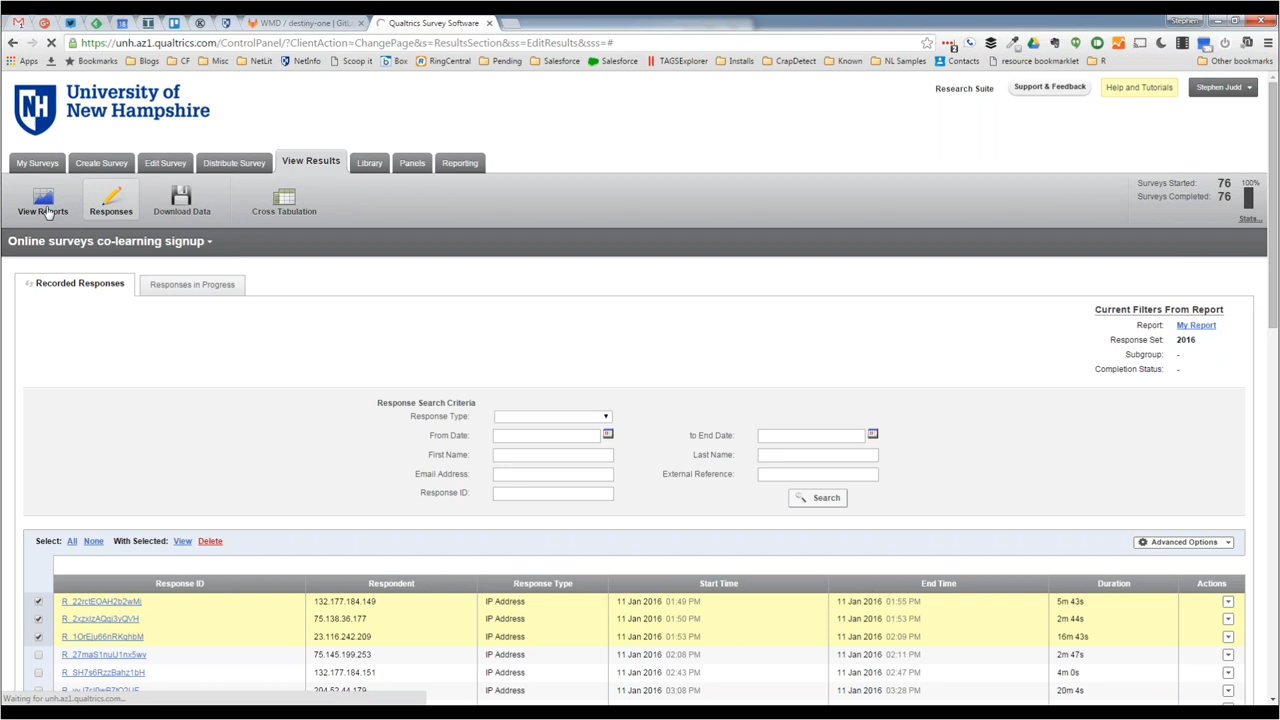 Stephen
WMD / destiny-one | GitL
Qualtrics Survey Software
https://unh.az1.qualtrics.com/ControlPanel/?ClientAction=ChangePage&s=ResultsSection&ss=EditResults&sss=#
Apps Bookmarks Blogs CF Misc NetLit NetInfo Scoop it Box RingCentral Pending Salesforce Salesforce TAGSExplorer Installs CrapDetect Known NL Samples Contacts resource bookmarklet R Other bookmarks
University of
New Hampshire
NH
Research Suite Support & Feedback Help and Tutorials Stephen Judd
My Surveys Create Survey Edit Survey Distribute Survey View Results Library Panels Reporting
View Reports Responses Download Data Cross Tabulation
Surveys Started: 76 100%
Surveys Completed: 76
Stats...
Online surveys co-learning signup
Recorded Responses Responses in Progress
Current Filters From Report
Report: My Report
Response Set: 2016
Subgroup: -
Completion Status: -
Response Search Criteria
Response Type:
From Date: to End Date:
First Name: Last Name:
Email Address: External Reference:
Response ID: Search
Select: All None With Selected: View Delete Advanced Options
Response ID Respondent Response Type Start Time End Time Duration Actions
132.177.184.149 IP Address 11 Jan 2016 01:49 PM 11 Jan 2016 01:55 PM 5m 43s
75.138.36.177 IP Address 11 Jan 2016 01:50 PM 11 Jan 2016 01:53 PM 2m 44s
23.116.242.209 IP Address 11 Jan 2016 01:53 PM 11 Jan 2016 02:09 PM 16m 43s
R_27maS1nuU1nx5wv 75.145.199.253 IP Address 11 Jan 2016 02:08 PM 11 Jan 2016 02:11 PM 2m 47s
R_SH7s6RzzBahz1bH 132.177.184.151 IP Address 11 Jan 2016 02:43 PM 11 Jan 2016 02:47 PM 4m 0s
204.52.44.179 IP Address 11 Jan 2016 03:08 PM 11 Jan 2016 03:28 PM 20m 4s
Waiting for unh.az1.qualtrics.com...